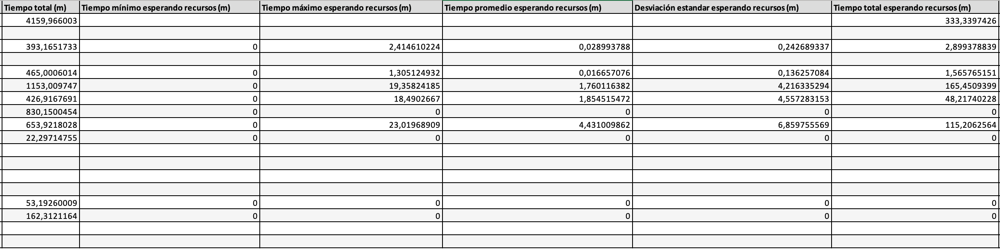 Tiempo total (m) Tiempo mínimo esperando recursos (m) Tiempo máximo esperando recursos (m) Tiempo promedio esperando recursos (m) Desviación estandar esperando recursos (m) Tiempo total esperando recursos (m)
4159,966003 333,3397426
393,1651733 0 2,414610224 0,028993788 0,242689337 2,899378839
465,0006014 0 1,305124932 0,016657076 0,136257084 1,565765151
1153,009747 0 19,35824185 1,760116382 4,216335294 165,4509399
426,9167691 0 18,4902667 1,854515472 4,557283153 48,21740228
830,1500454 0 0 0 0 0
653,9218028 0 23,01968909 4,431009862 6,859755569 115,2062564
22,29714755 0 0 0 0 0
53,19260009 0 0 0 0 0
162,3121164 0 0 0 0 0